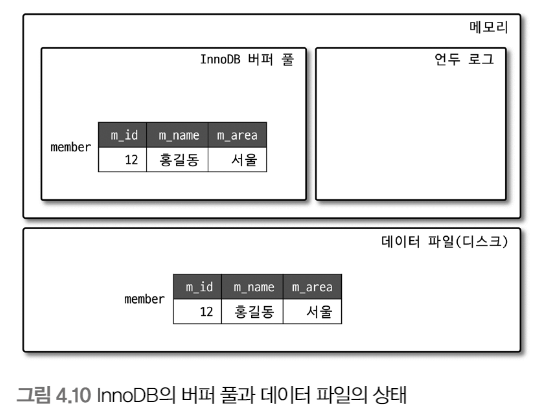 메모리
InnoDB 버퍼 풀
언두 로그
m_id m_name m_area
member
12 홍길동 서울
데이터 파일(디스크)
m_id m_name m_area
member
12 홍길동 서울
그림 4.10 InnoDB의 버퍼 풀과 데이터 파일의 상태